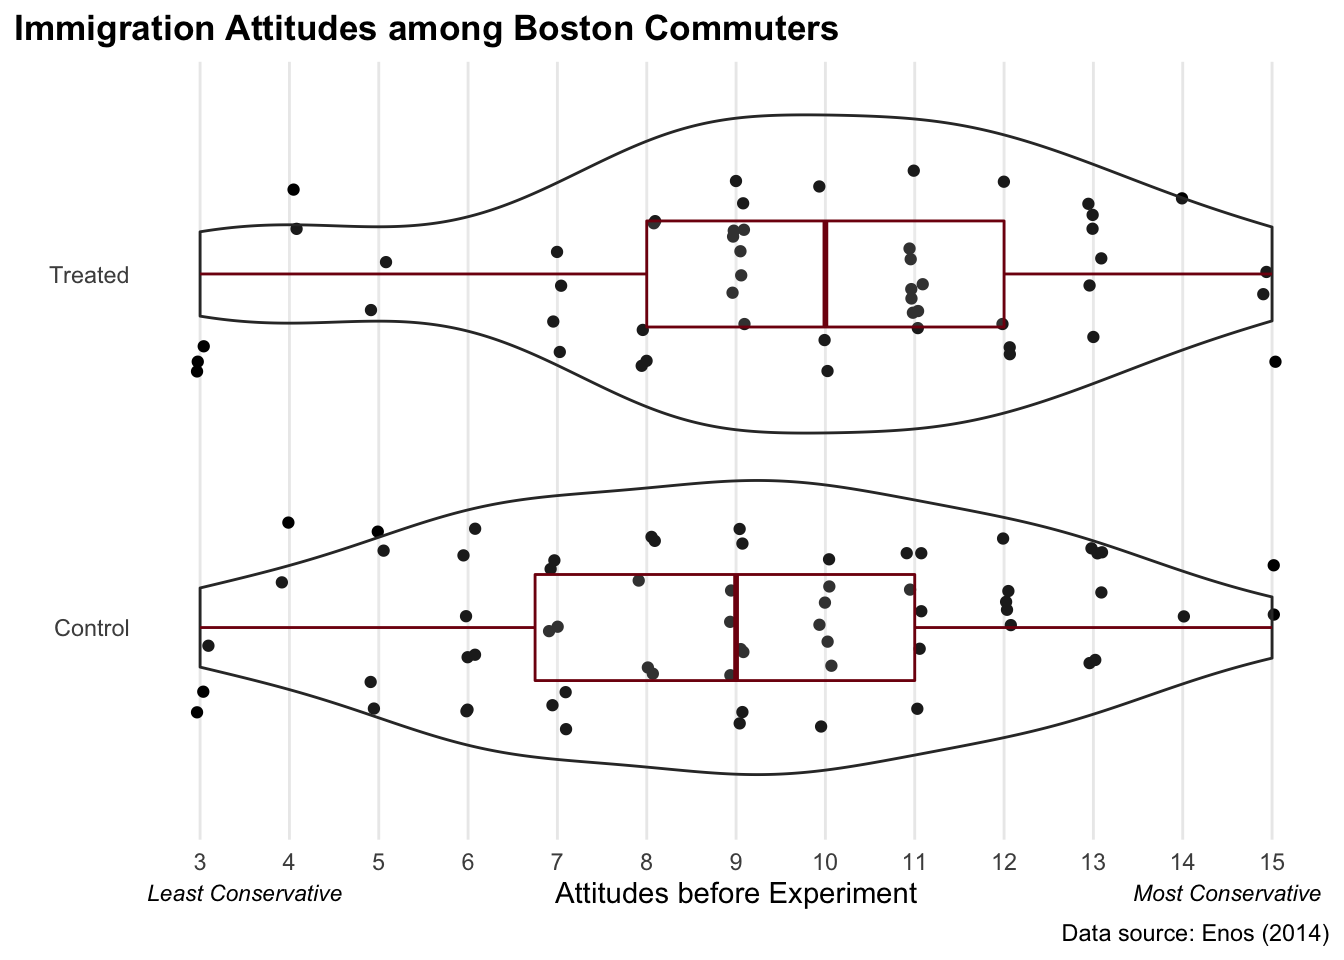 Immigration Attitudes among Boston Commuters
Treated
Control
3 4 5 6 7 8 9 10 11 12 13 14 15
Least Conservative Attitudes before Experiment Most Conservative
Data source: Enos (2014)